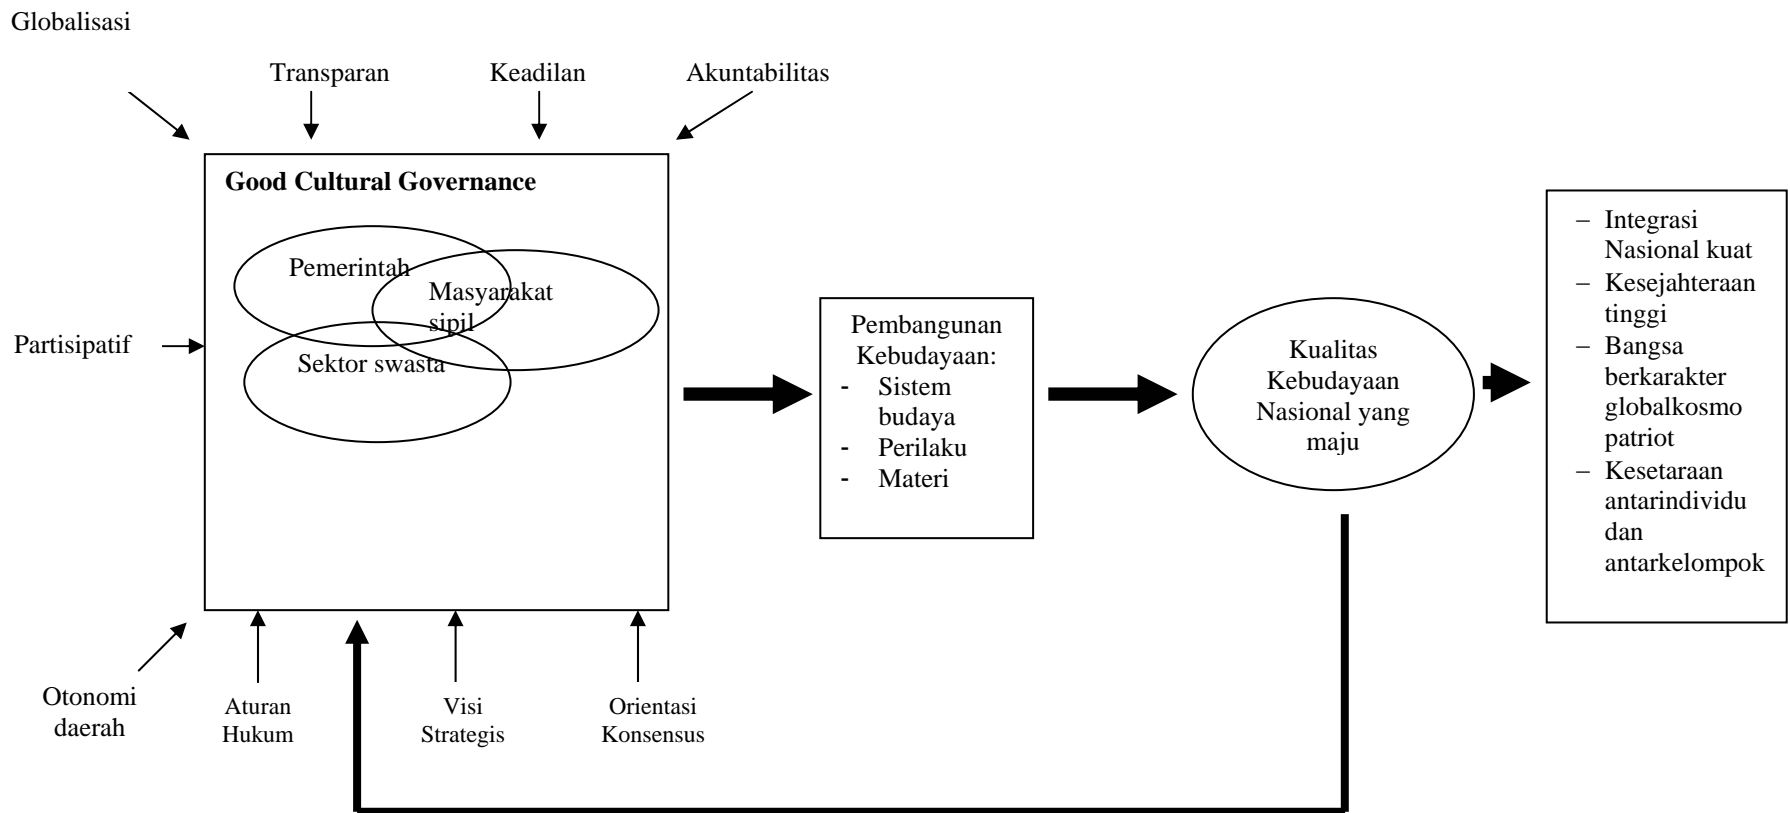 Globalisasi
Transparan
Keadilan
Akuntabilitas
Good Cultural Governance
Pemerintah
Masyarakat
sipil
Sektor swasta
Partisipatif
Pembangunan
Kebudayaan:
- Sistem
budaya
- Perilaku
- Materi
Kualitas
Kebudayaan
Nasional yang
maju
– Integrasi
Nasional kuat
– Kesejahteraan
tinggi
– Bangsa
berkarakter
globalkosmo
patriot
– Kesetaraan
antarindividu
dan
antarkelompok
Otonomi
daerah
Aturan
Hukum
Visi
Strategis
Orientasi
Konsensus